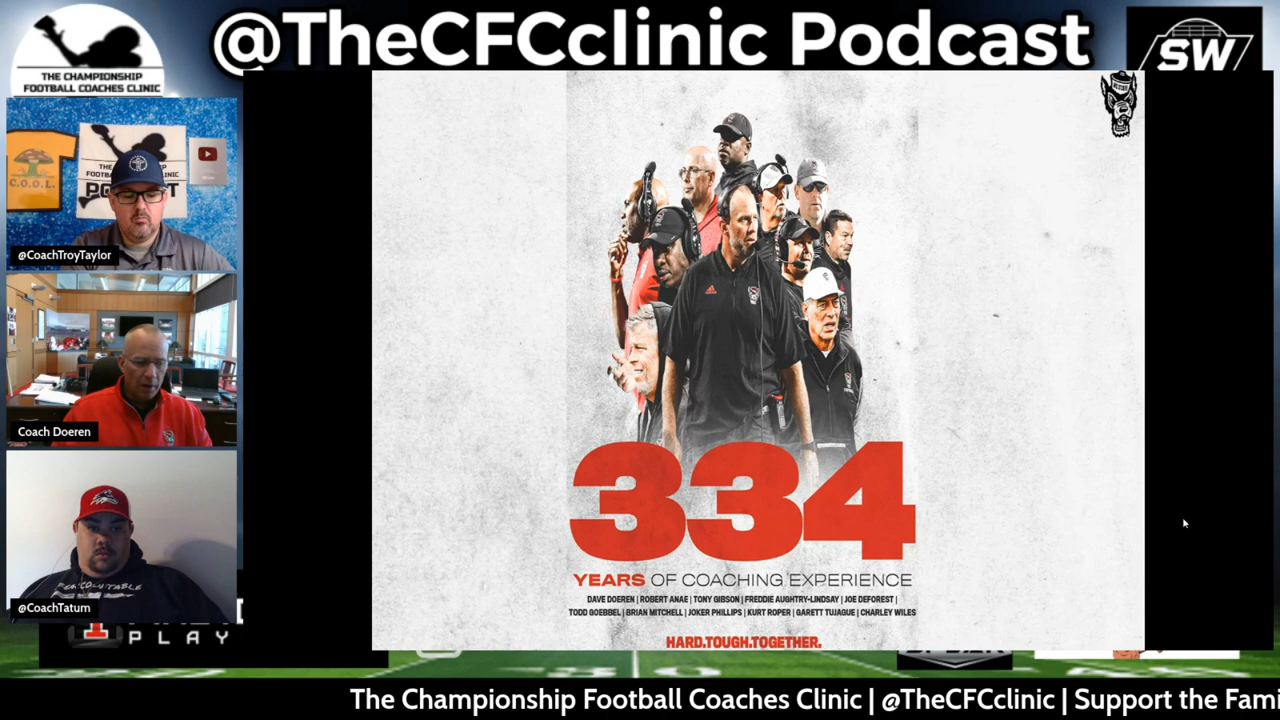 @TheCFCclinic Podcast
THE CHAMPIONSHIP
FOOTBALL COACHES CLINIC
SW
C.O.O.L.
@CoachTroyTaylor
Coach Doeren
@CoachTatum
PLAY
334
YEARS OF COACHING EXPERIENCE
DAVE DOEREN | ROBERT ANAE | TONY GIBSON | FREDDIE AUGHTRY-LINDSAY | JOE DEFOREST |
TODD GOEBBEL | BRIAN MITCHELL | JOKER PHILLIPS | KURT ROPER | GARETT TUJAGUE | CHARLEY WILES
HARD.TOUGH.TOGETHER.
The Championship Football Coaches Clinic | @TheCFCclinic | Support the Fami